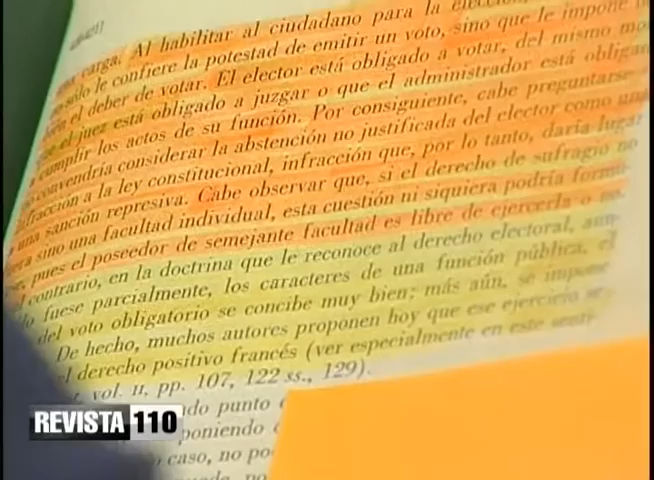 carga. Al habilitar al ciudadano para la
sólo le confiere la potestad de emitir un voto, sino que le impone
el deber de votar. El elector está obligado a votar, del mismo
que el juez está obligado a juzgar o que el administrador está
a cumplir los actos de su función. Por consiguiente, cabe preguntarse
convendría considerar la abstención no justificada del elector como una
infracción a la ley constitucional, infracción que, por lo tanto, daría lugar
a una sanción represiva. Cabe observar que, si el derecho de sufragio no
sino una facultad individual, esta cuestión ni siquiera podría
pues el poseedor de semejante facultad es libre de ejercerla o no.
contrario, en la doctrina que le reconoce al derecho electoral,
fuese parcialmente, los caracteres de una función pública, el
del voto obligatorio se concibe muy bien; más aún, se impone
De hecho, muchos autores proponen hoy que ese ejercicio
el derecho positivo francés (ver especialmente en este
vol. II, pp. 107, 122 ss., 129).
punto
poniendo
caso, no
REVISTA 110